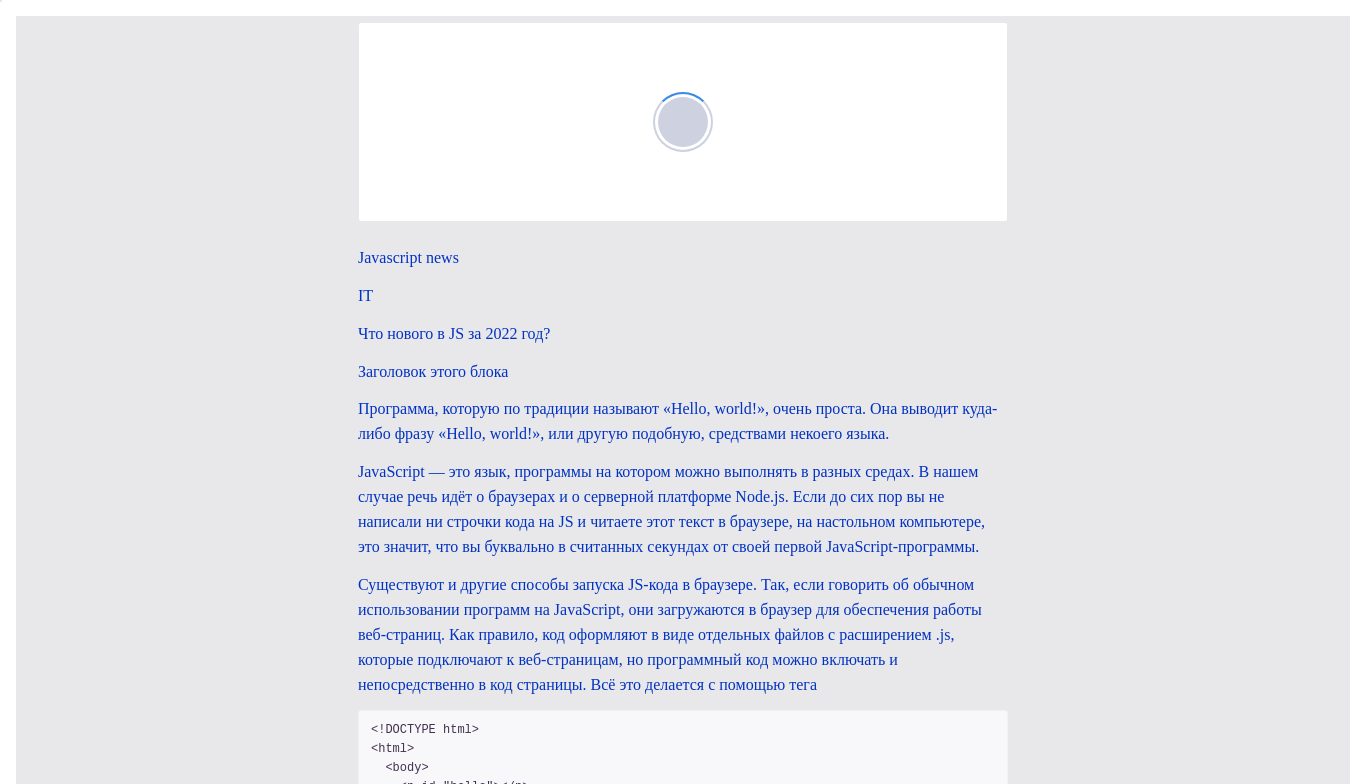 Javascript news
IT
Что нового в JS за 2022 год?
Заголовок этого блока
Программа, которую по традиции называют «Hello, world!», очень проста. Она выводит куда-
либо фразу «Hello, world!», или другую подобную, средствами некоего языка.
JavaScript — это язык, программы на котором можно выполнять в разных средах. В нашем
случае речь идёт о браузерах и о серверной платформе Node.js. Если до сих пор вы не
написали ни строчки кода на JS и читаете этот текст в браузере, на настольном компьютере,
это значит, что вы буквально в считанных секундах от своей первой JavaScript-программы.
Существуют и другие способы запуска JS-кода в браузере. Так, если говорить об обычном
использовании программ на JavaScript, они загружаются в браузер для обеспечения работы
веб-страниц. Как правило, код оформляют в виде отдельных файлов с расширением .js,
которые подключают к веб-страницам, но программный код можно включать и
непосредственно в код страницы. Всё это делается с помощью тега
<!DOCTYPE html>
<html>
<body>